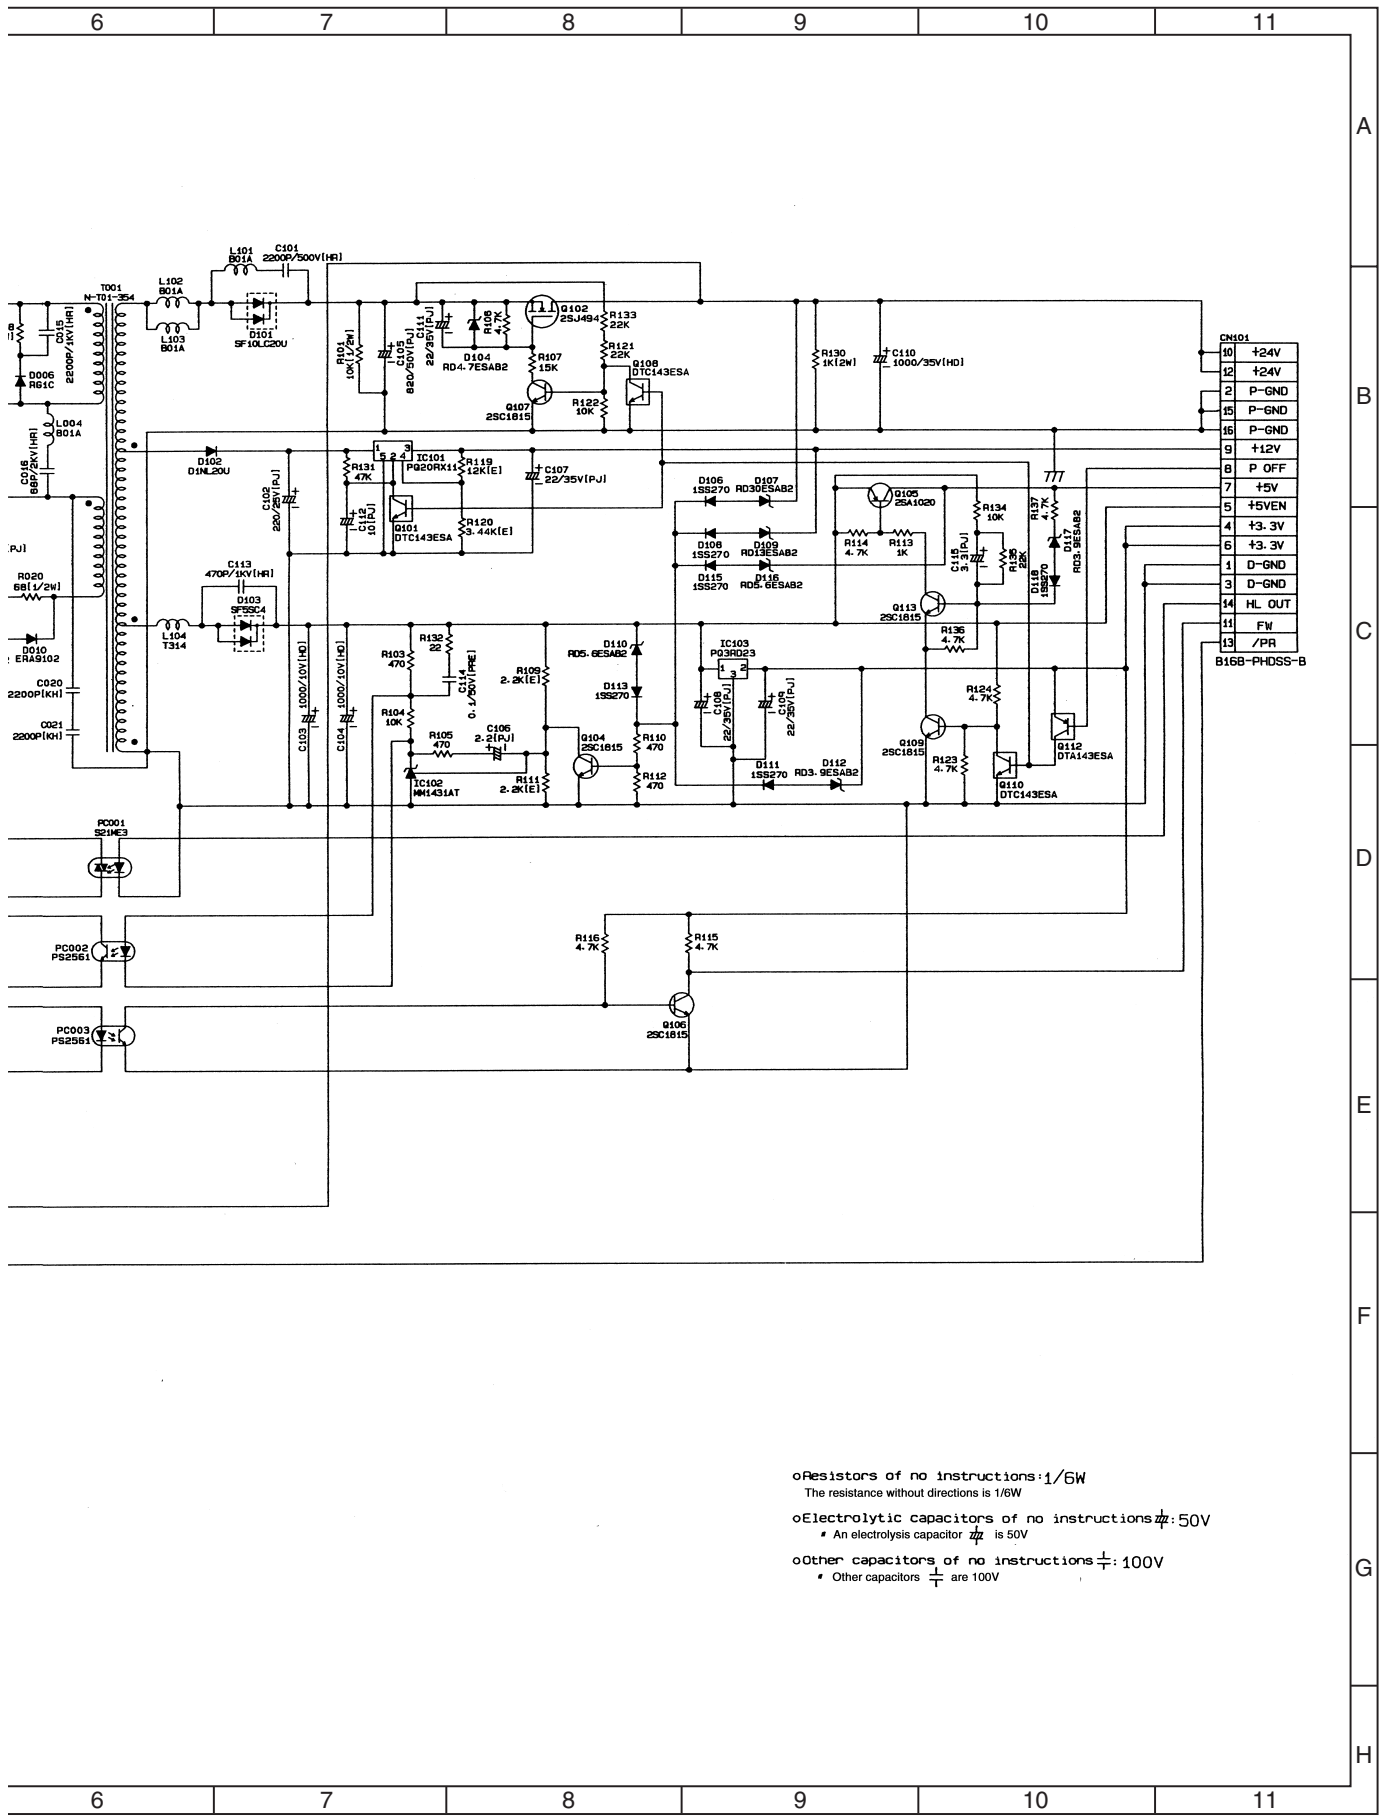 6 7 8 9 10 11
A
L101
B01A
C101
2200P/500V[HR]
T001
N-T01-354
L102
B01A
L103
B01A
D101
SF10LC20U
C015
2200P/1KV[HR]
D006
RG1C
L004
B01A
C016
68P/2KV[HR]
R101
10K[1/2W]
C105
820/50V[PJ]
C111
22/35V[PJ]
D104
RD4.7ESAB2
R106
4.7K
Q102
2SJ494
R107
15K
Q107
2SC1815
R133
22K
R121
22K
R122
10K
Q108
DTC143ESA
R130
1K[2W]
C110
1000/35V[HD]
CN101
10 +24V
12 +24V
2 P-GND
15 P-GND
16 P-GND
9 +12V
8 P OFF
7 +5V
5 +5VEN
4 +3.3V
6 +3.3V
1 D-GND
3 D-GND
14 HL OUT
11 FW
13 /PR
B16B-PHDSS-B
B
D102
D1NL20U
C102
220/25V[PJ]
R131
47K
C112
10[PJ]
1 3
5 2 4
IC101
PQ20RX11
Q101
DTC143ESA
R119
12K[E]
R120
3.44K[E]
C107
22/35V[PJ]
D106
1SS270
D107
RD30ESAB2
D108
1SS270
D109
RD13ESAB2
D115
1SS270
D116
RD5.6ESAB2
Q105
2SA1020
R114
4.7K
R113
1K
R134
10K
C115
3.3[PJ]
R135
22K
R137
4.7K
D117
RD3.9ESAB2
D118
1SS270
Q113
2SC1815
R136
4.7K
PJ]
R020
68[1/2W]
D010
ERA9102
C020
2200P[KH]
C021
2200P[KH]
C113
470P/1KV[HR]
D103
SF5SC4
L104
T314
C103 1000/10V[HD]
C104 1000/10V[HD]
R103
470
R104
10K
R132
22
C114
0.1/50V[PRE]
R105
470
C106
2.2[PJ]
IC102
MM1431AT
R109
2.2K[E]
R111
2.2K[E]
Q104
2SC1815
D110
RD5.6ESAB2
D113
1SS270
R110
470
R112
470
IC103
PQ3RD23
1 2
3
C108
22/35V[PJ]
C109
22/35V[PJ]
D111
1SS270
D112
RD3.9ESAB2
Q109
2SC1815
R124
4.7K
R123
4.7K
Q110
DTC143ESA
Q112
DTA143ESA
C
PC001
S21ME3
D
PC002
PS2561
R116
4.7K
R115
4.7K
PC003
PS2561
Q106
2SC1815
E
F
oResistors of no instructions:1/6W
The resistance without directions is 1/6W
oElectrolytic capacitors of no instructions:50V
An electrolysis capacitor is 50V
oOther capacitors of no instructions:100V
Other capacitors are 100V
G
H
6 7 8 9 10 11